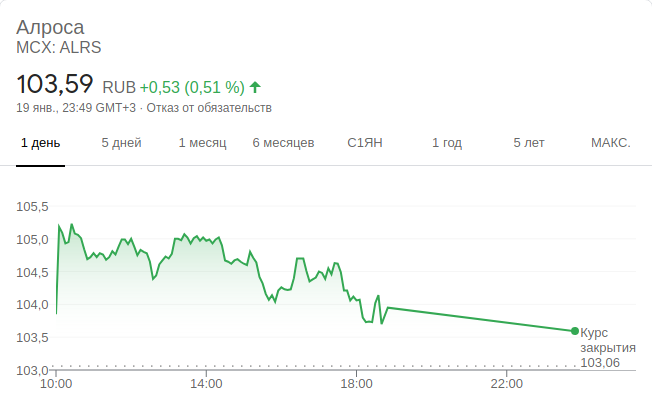 Алроса
MCX: ALRS
103,59 RUB +0,53 (0,51 %)
19 янв., 23:49 GMT+3 · Отказ от обязательств
1 день 5 дней 1 месяц 6 месяцев С1ЯН 1 год 5 лет МАКС.
105,5
105,0
104,5
104,0
103,5
Курс
закрытия
103,06
103,0
10:00 14:00 18:00 22:00